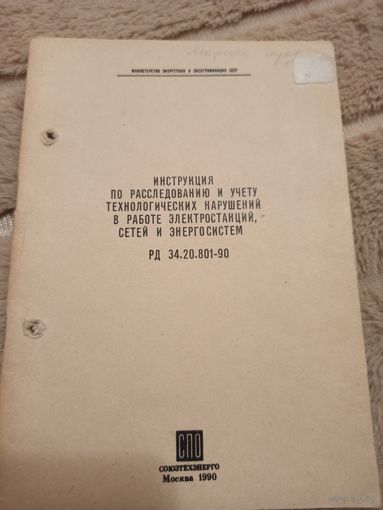 МИНИСТЕРСТВО ЭНЕРГЕТИКИ И ЭЛЕКТРИФИКАЦИИ СССР
ИНСТРУКЦИЯ
ПО РАССЛЕДОВАНИЮ И УЧЕТУ
ТЕХНОЛОГИЧЕСКИХ НАРУШЕНИЙ
В РАБОТЕ ЭЛЕКТРОСТАНЦИЙ,
СЕТЕЙ И ЭНЕРГОСИСТЕМ
РД 34.20.801-90
СПО
СОЮЗТЕХЭНЕРГО
Москва 1990